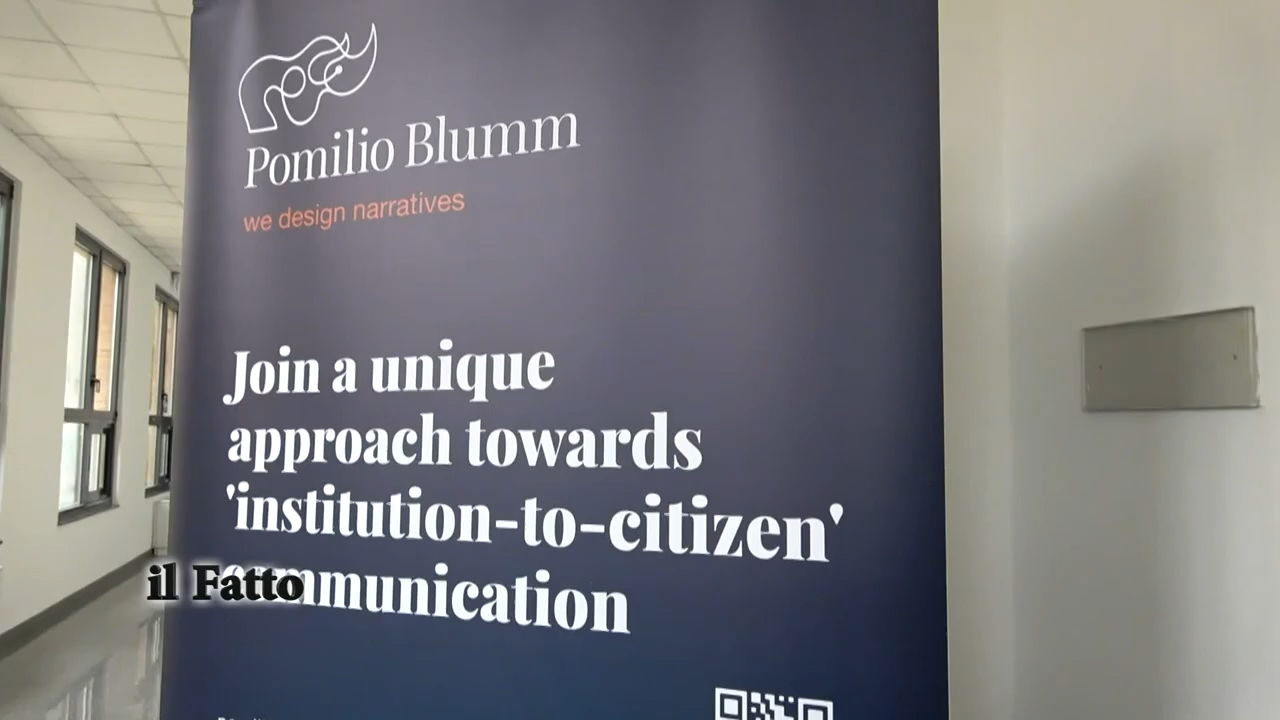 Pomilio Blumm
we design narratives
Join a unique
approach towards
'institution-to-citizen'
communication
il Fatto